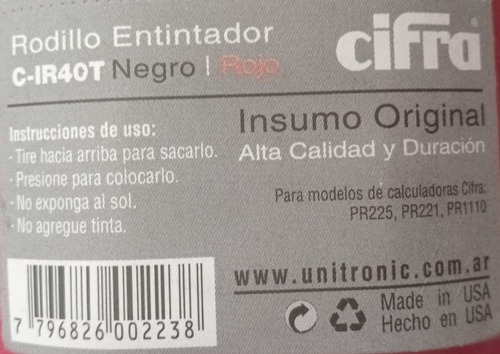 Rodillo Entintador
C-IR40T Negro | Rojo
cifra
Instrucciones de uso:
- Tire hacia arriba para sacarlo.
- Presione para colocarlo.
- No exponga al sol.
- No agregue tinta.
Insumo Original
Alta Calidad y Duración
Para modelos de calculadoras Cifra:
PR225, PR221, PR1110
www.unitronic.com.ar
Made in USA
Hecho en USA
7 796826 002238